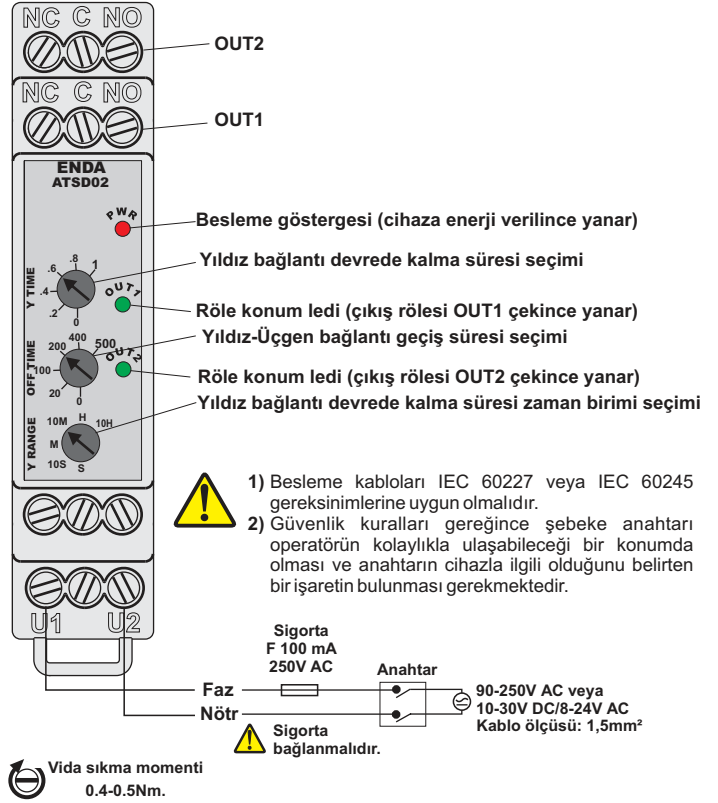 NC C NO
OUT2
NC C NO
OUT1
ENDA
ATSD02
PWR
Besleme göstergesi (cihaza enerji verilince yanar)
Yıldız bağlantı devrede kalma süresi seçimi
Y TIME
0 .2 .4 .6 .8 1
OUT1
Röle konum ledi (çıkış rölesi OUT1 çekince yanar)
Yıldız-Üçgen bağlantı geçiş süresi seçimi
OFF TIME
0 20 100 200 400 500
OUT2
Röle konum ledi (çıkış rölesi OUT2 çekince yanar)
Yıldız bağlantı devrede kalma süresi zaman birimi seçimi
Y RANGE
S 10S M 10M H 10H
1) Besleme kabloları IEC 60227 veya IEC 60245
gereksinimlerine uygun olmalıdır.
2) Güvenlik kuralları gereğince şebeke anahtarı
operatörün kolaylıkla ulaşabileceği bir konumda
olması ve anahtarın cihazla ilgili olduğunu belirten
bir işaretin bulunması gerekmektedir.
U1 U2
Sigorta
F 100 mA
250V AC
Anahtar
Faz
Nötr
90-250V AC veya
10-30V DC/8-24V AC
Kablo ölçüsü: 1,5mm²
Sigorta
bağlanmalıdır.
Vida sıkma momenti
0.4-0.5Nm.